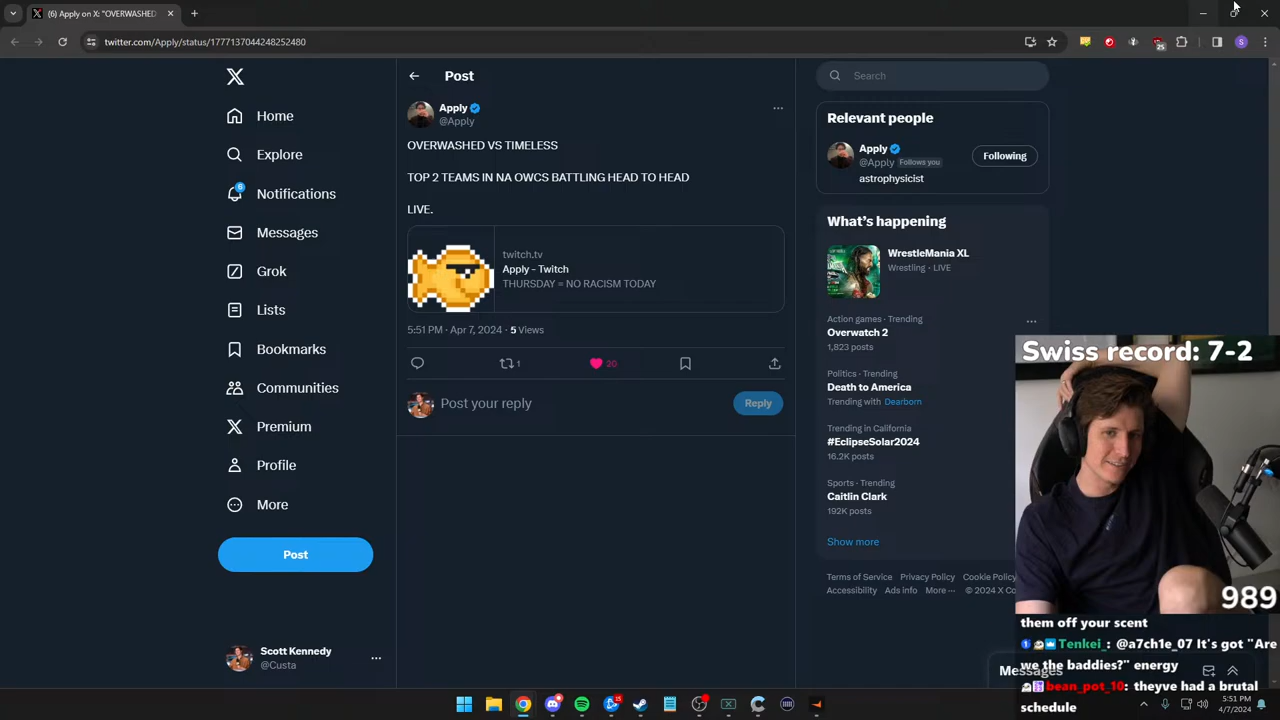 (6) Apply on X: "OVERWASHED
twitter.com/Apply/status/1777137044248252480
Home
Explore
6
Notifications
Messages
Grok
Lists
Bookmarks
Communities
Premium
Profile
More
Post
Scott Kennedy
@Custa
Post
Apply
@Apply
OVERWASHED VS TIMELESS
TOP 2 TEAMS IN NA OWCS BATTLING HEAD TO HEAD
LIVE.
twitch.tv
Apply - Twitch
THURSDAY = NO RACISM TODAY
5:51 PM · Apr 7, 2024 · 5 Views
1
20
Post your reply
Reply
Search
Relevant people
Apply
@Apply Follows you
Following
astrophysicist
What's happening
WrestleMania XL
Wrestling · LIVE
Action games · Trending
Overwatch 2
1,823 posts
Politics · Trending
Death to America
Trending with Dearborn
Trending in California
#EclipseSolar2024
16.2K posts
Sports · Trending
Caitlin Clark
192K posts
Show more
Terms of Service Privacy Policy Cookie Policy
Accessibility Ads info More ··· © 2024 X Co
Swiss record: 7-2
989
them off your scent
Tenkei_: @a7ch1e_07 It's got "Are
we the baddies?" energy
bean_pot_10: theyve had a brutal
schedule
Messages
5:51 PM
4/7/2024